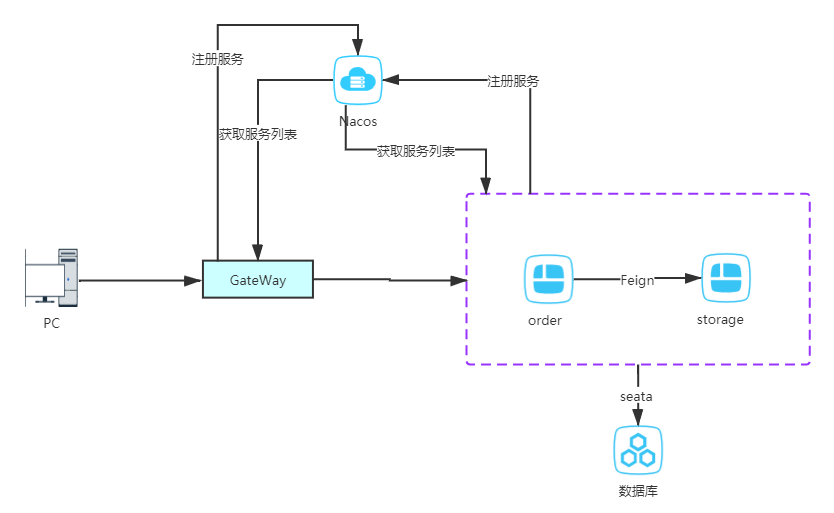 注册服务
注册服务
Nacos
获取服务列表
获取服务列表
GateWay
Feign
PC
order
storage
seata
数据库